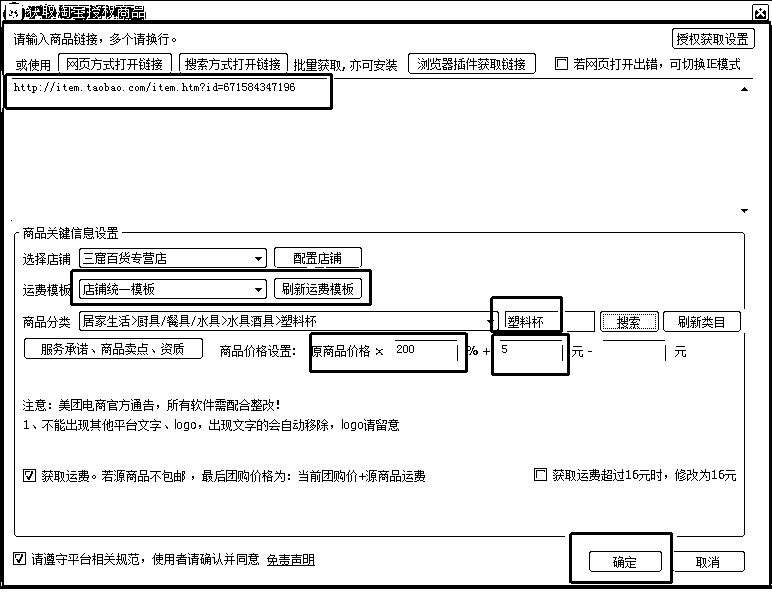 获取淘宝授权商品
请输入商品链接，多个请换行。 授权获取设置
或使用 网页方式打开链接 搜索方式打开链接 批量获取,亦可安装 浏览器插件获取链接 若网页打开出错，可切换IE模式
http://item.taobao.com/item.htm?id=671584347196
商品关键信息设置
选择店铺 三窟百货专营店 配置店铺
运费模板 店铺统一模板 刷新运费模板
商品分类 居家生活>厨具/餐具/水具>水具酒具>塑料杯 塑料杯 搜索 刷新类目
服务承诺、商品卖点、资质 商品价格设置: 原商品价格 x 200 % + 5 元 - 元
注意：美团电商官方通告，所有软件需配合整改!
1、不能出现其他平台文字、logo，出现文字的会自动移除，logo请留意
获取运费。若源商品不包邮 ，最后团购价格为：当前团购价+源商品运费 获取运费超过16元时，修改为16元
请遵守平台相关规范，使用者请确认并同意 免责声明 确定 取消